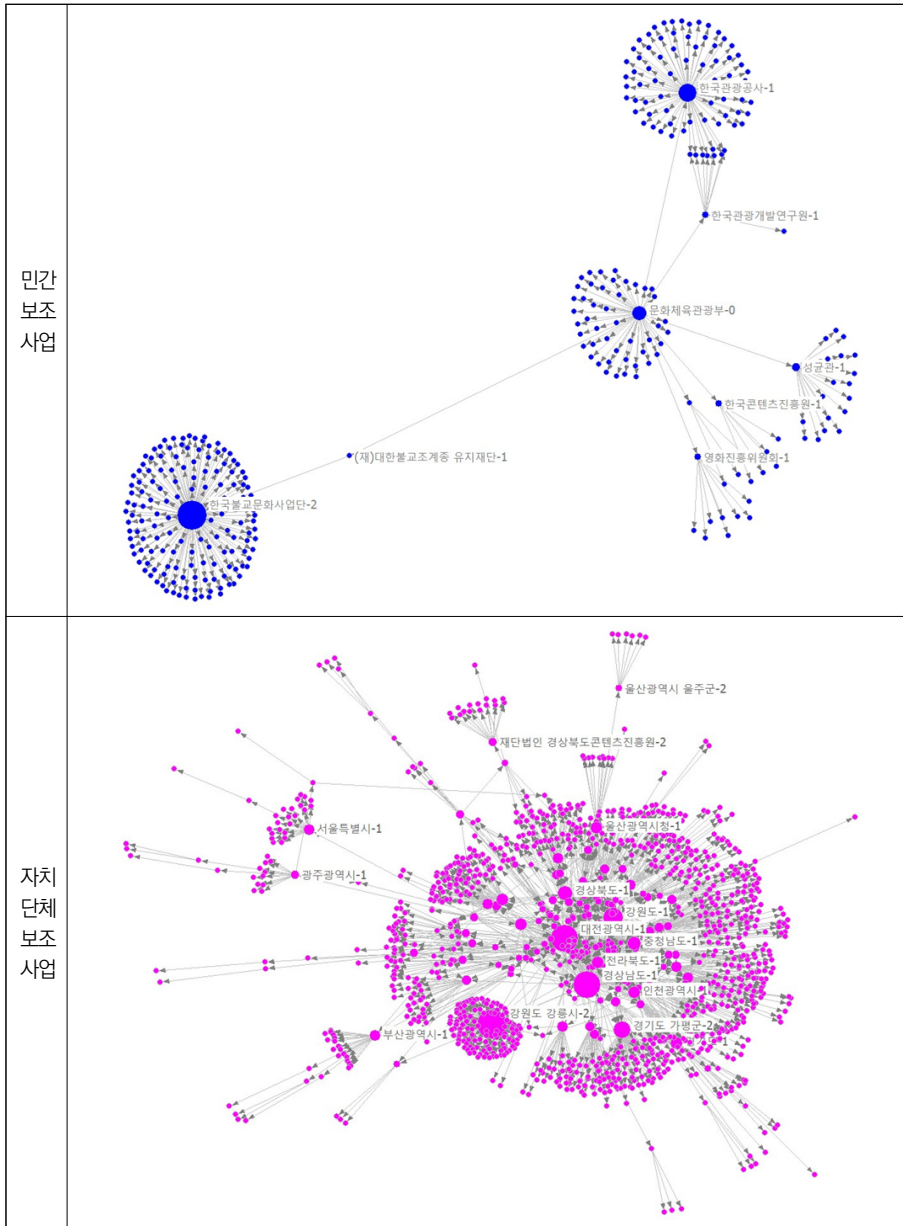 민간
보조
사업
한국관광공사-1
한국관광개발연구원-1
문화체육관광부-0
성균관-1
한국콘텐츠진흥원-1
영화진흥위원회-1
(재)대한불교조계종 유지재단-1
한국불교문화사업단-2
자치
단체
보조
사업
울산광역시 울주군-2
재단법인 경상북도콘텐츠진흥원-2
서울특별시-1
울산광역시청-1
광주광역시-1
경상북도-1
강원도-1
대전광역시-1
충청남도-1
전라북도-1
경상남도-1
인천광역시-1
강원도 강릉시-2
경기도 가평군-2
부산광역시-1